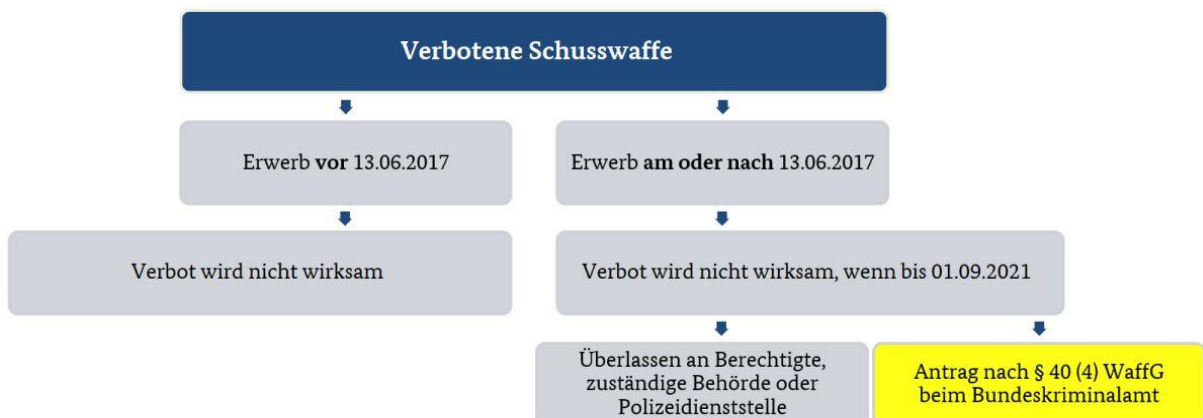 Verbotene Schusswaffe
Erwerb vor 13.06.2017
Erwerb am oder nach 13.06.2017
Verbot wird nicht wirksam
Verbot wird nicht wirksam, wenn bis 01.09.2021
Überlassen an Berechtigte,
zuständige Behörde oder
Polizeidienststelle
Antrag nach § 40 (4) WaffG
beim Bundeskriminalamt